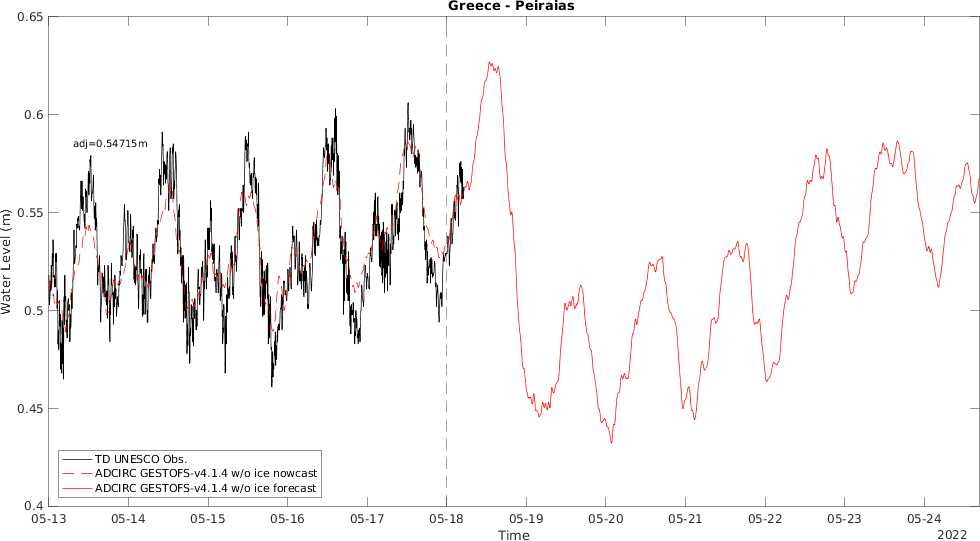 Greece - Peiraias
0.65
0.6
0.55
0.5
0.45
0.4
Water Level (m)
adj=0.54715m
TD UNESCO Obs.
ADCIRC GESTOFS-v4.1.4 w/o ice nowcast
ADCIRC GESTOFS-v4.1.4 w/o ice forecast
05-13 05-14 05-15 05-16 05-17 05-18 05-19 05-20 05-21 05-22 05-23 05-24
Time
2022